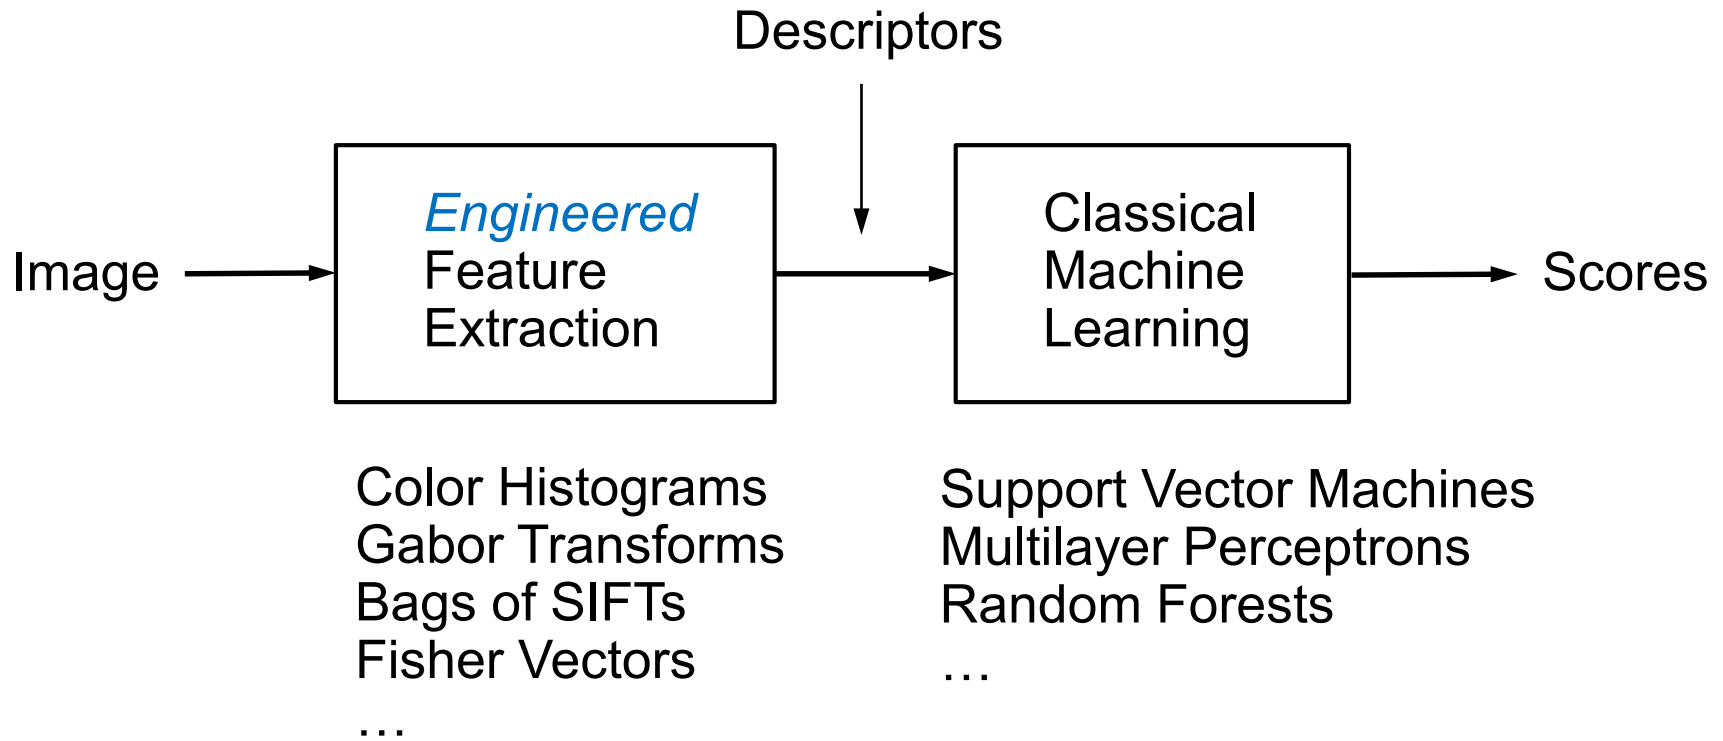 Descriptors
Image
Engineered
Feature
Extraction
Classical
Machine
Learning
Scores
Color Histograms
Gabor Transforms
Bags of SIFTs
Fisher Vectors
…
Support Vector Machines
Multilayer Perceptrons
Random Forests
…